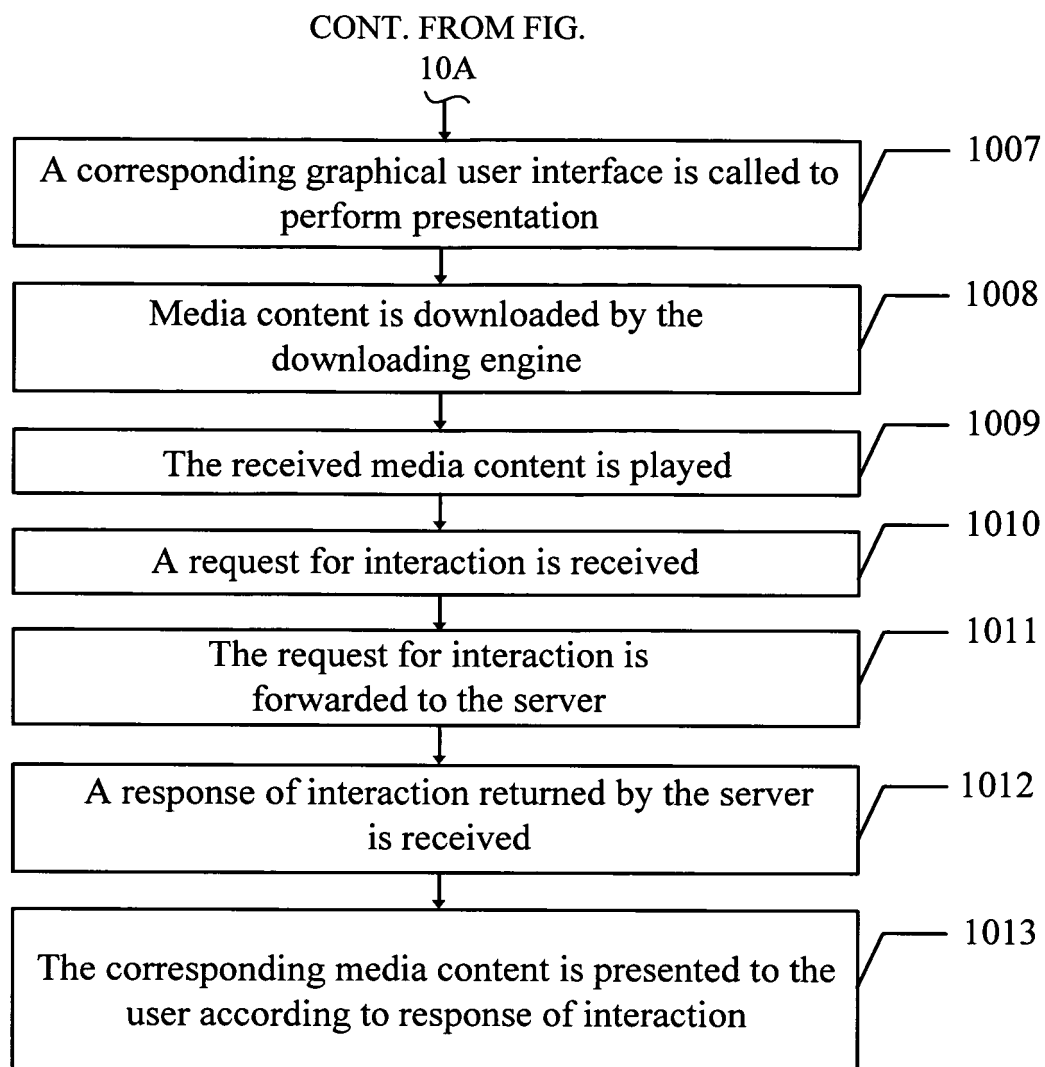 CONT. FROM FIG.
10A
1007
A corresponding graphical user interface is called to
perform presentation
1008
Media content is downloaded by the
downloading engine
1009
The received media content is played
1010
A request for interaction is received
1011
The request for interaction is
forwarded to the server
1012
A response of interaction returned by the server
is received
1013
The corresponding media content is presented to the
user according to response of interaction